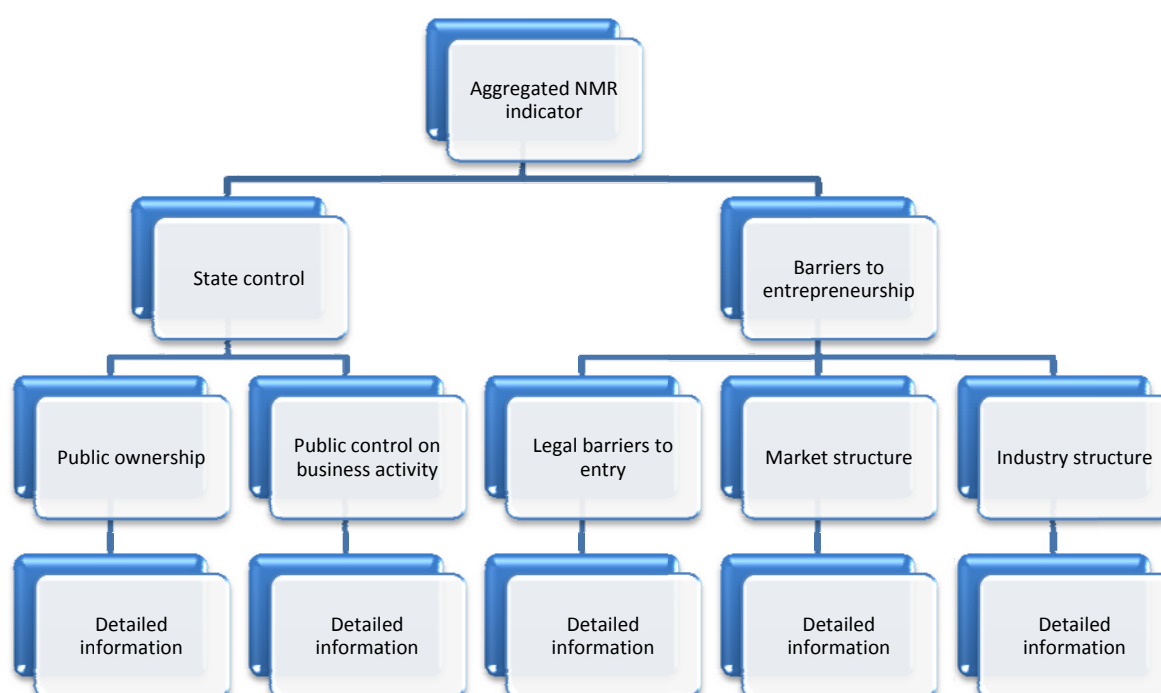 Aggregated NMR
indicator
State control
Barriers to
entrepreneurship
Public ownership
Public control on
business activity
Legal barriers to
entry
Market structure
Industry structure
Detailed
information
Detailed
information
Detailed
information
Detailed
information
Detailed
information